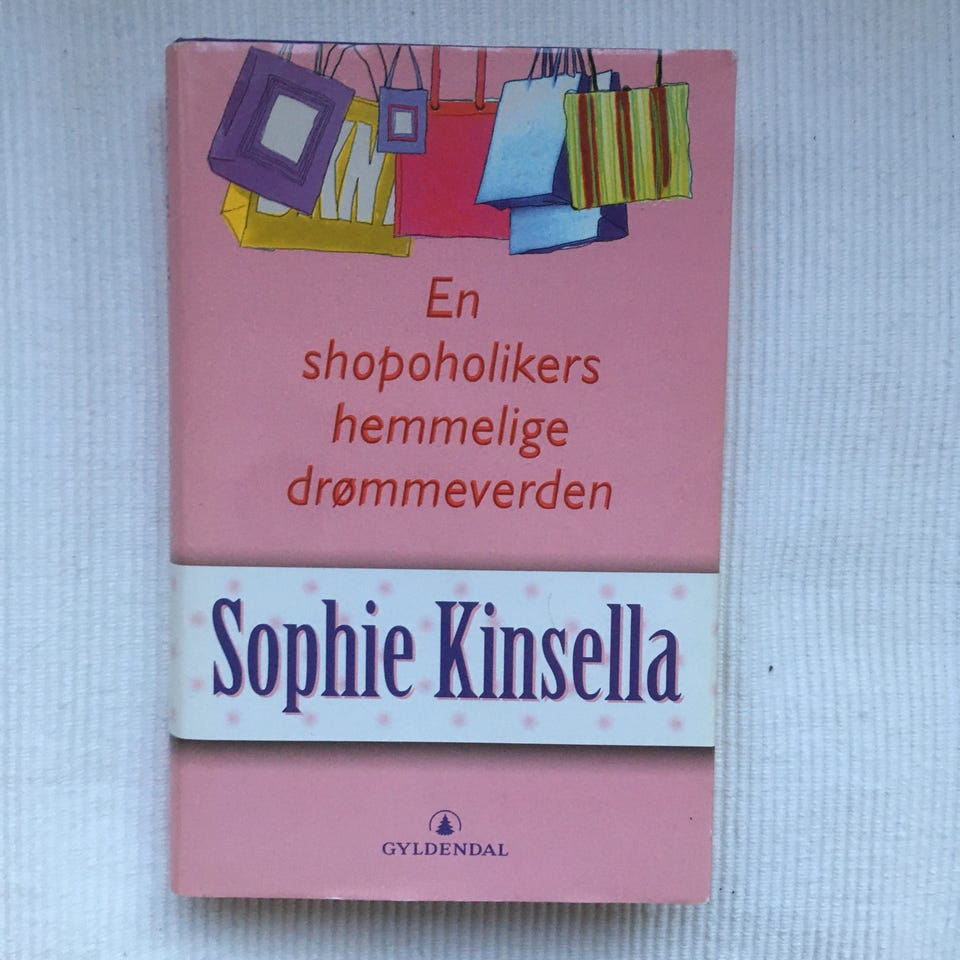 En
shopoholikers
hemmelige
drømmeverden
Sophie Kinsella
GYLDENDAL